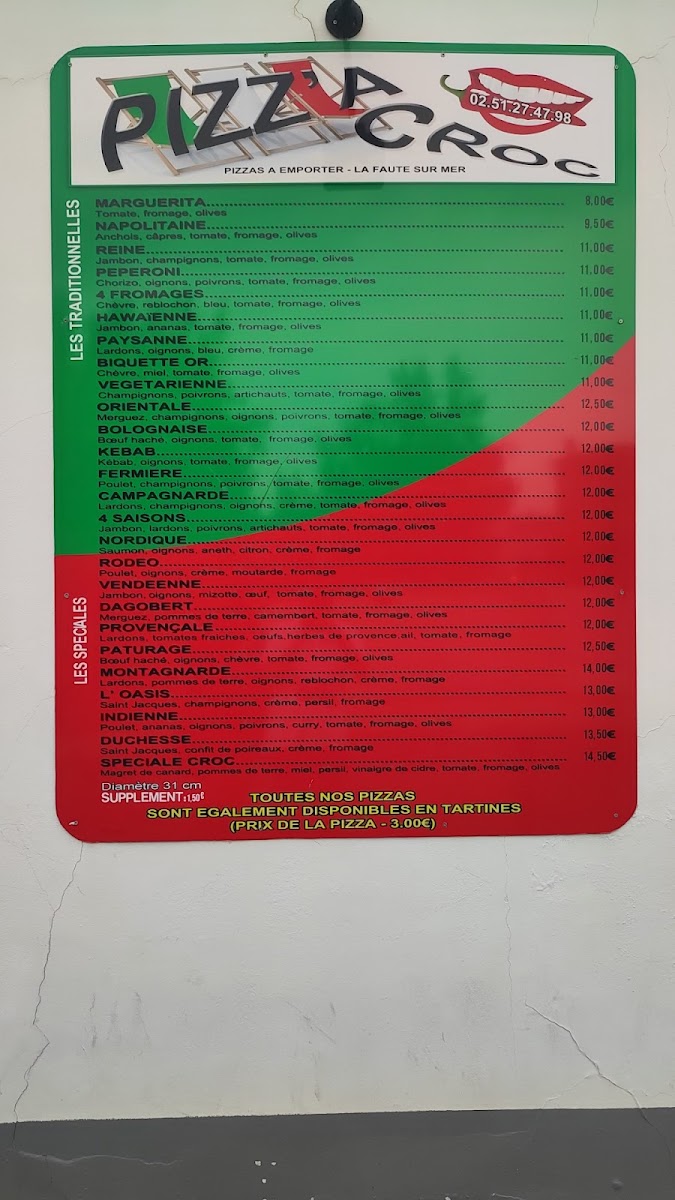 PIZZ'A CROC
02.51.27.47.98
PIZZAS A EMPORTER - LA FAUTE SUR MER
LES TRADITIONNELLES
MARGUERITA 8,00€
Tomate, fromage, olives
NAPOLITAINE 9,50€
Anchois, câpres, tomate, fromage, olives
REINE 11,00€
Jambon, champignons, tomate, fromage, olives
PEPERONI 11,00€
Chorizo, oignons, poivrons, tomate, fromage, olives
4 FROMAGES 11,00€
Chèvre, reblochon, bleu, tomate, fromage, olives
HAWAÏENNE 11,00€
Jambon, ananas, tomate, fromage, olives
PAYSANNE 11,00€
Lardons, oignons, bleu, crème, fromage
BIQUETTE OR 11,00€
Chèvre, miel, tomate, fromage, olives
VEGETARIENNE 11,00€
Champignons, poivrons, artichauts, tomate, fromage, olives
ORIENTALE 12,50€
Merguez, champignons, oignons, poivrons, tomate, fromage, olives
BOLOGNAISE 12,00€
Bœuf haché, oignons, tomate, fromage, olives
KEBAB 12,00€
Kébab, oignons, tomate, fromage, olives
FERMIERE 12,00€
Poulet, champignons, poivrons, tomate, fromage, olives
CAMPAGNARDE 12,00€
Lardons, champignons, oignons, crème, tomate, fromage, olives
4 SAISONS 12,00€
Jambon, lardons, poivrons, artichauts, tomate, fromage, olives
NORDIQUE 12,00€
Saumon, oignons, aneth, citron, crème, fromage
LES SPECIALES
RODEO 12,00€
Poulet, oignons, crème, moutarde, fromage
VENDEENNE 12,00€
Jambon, oignons, mizotte, œuf, tomate, fromage, olives
DAGOBERT 12,00€
Merguez, pommes de terre, camembert, tomate, fromage, olives
PROVENÇALE 12,00€
Lardons, tomates fraiches, oeufs,herbes de provence,ail, tomate, fromage
PATURAGE 12,50€
Bœuf haché, oignons, chèvre, tomate, fromage, olives
MONTAGNARDE 14,00€
Lardons, pommes de terre, oignons, reblochon, crème, fromage
L' OASIS 13,00€
Saint Jacques, champignons, crème, persil, fromage
INDIENNE 13,00€
Poulet, ananas, oignons, poivrons, curry, tomate, fromage, olives
DUCHESSE 13,50€
Saint Jacques, confit de poireaux, crème, fromage
SPECIALE CROC 14,50€
Magret de canard, pommes de terre, miel, persil, vinaigre de cidre, tomate, fromage, olives
Diamètre 31 cm
SUPPLEMENT : 1,50€
TOUTES NOS PIZZAS
SONT EGALEMENT DISPONIBLES EN TARTINES
(PRIX DE LA PIZZA - 3.00€)